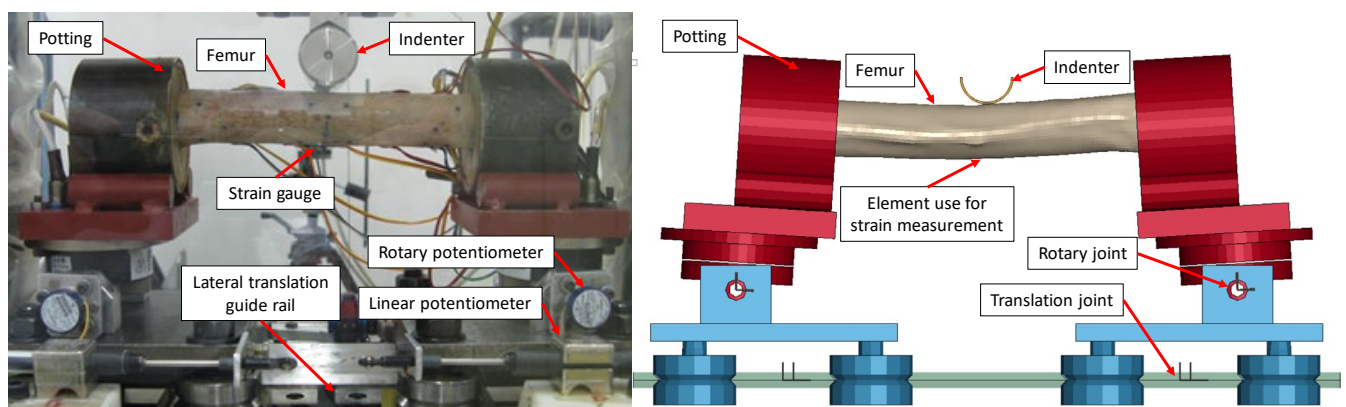 Potting
Femur
Indenter
Strain gauge
Rotary potentiometer
Lateral translation
guide rail
Linear potentiometer
Potting
Femur
Indenter
Element use for
strain measurement
Rotary joint
Translation joint